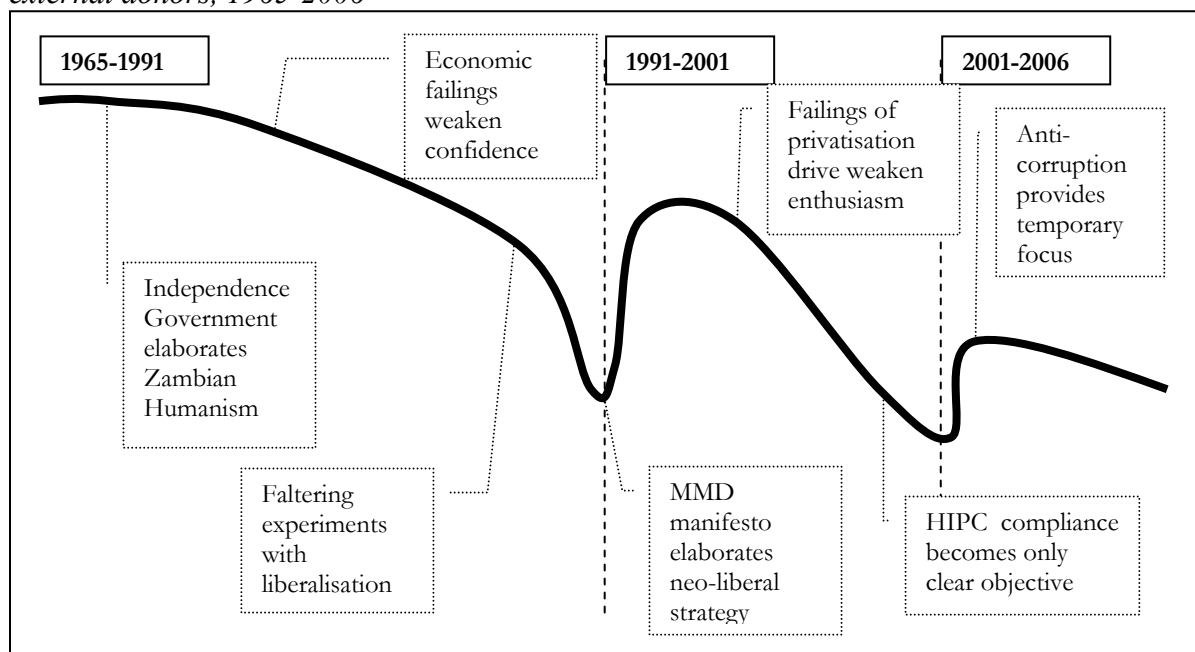 external donors, 1965-2006
1965-1991
Economic
failings
weaken
confidence
1991-2001
Failings of
privatisation
drive weaken
enthusiasm
2001-2006
Anti-
corruption
provides
temporary
focus
Independence
Government
elaborates
Zambian
Humanism
Faltering
experiments
with
liberalisation
MMD
manifesto
elaborates
neo-liberal
strategy
HIPC compliance
becomes only
clear objective